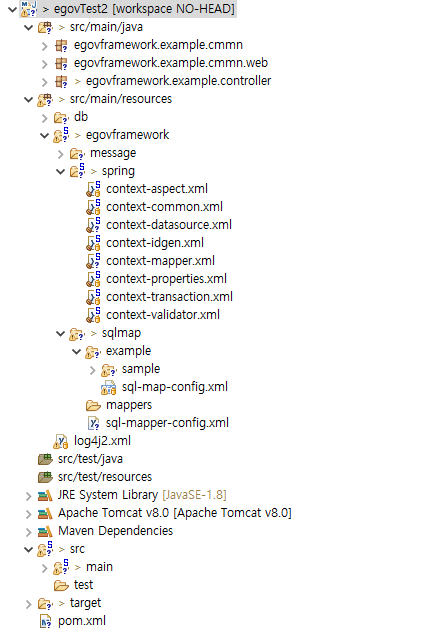 > egovTest2 [workspace NO-HEAD]
> src/main/java
egovframework.example.cmmn
egovframework.example.cmmn.web
> egovframework.example.controller
> src/main/resources
> db
> egovframework
message
> spring
context-aspect.xml
context-common.xml
context-datasource.xml
context-idgen.xml
context-mapper.xml
context-properties.xml
context-transaction.xml
context-validator.xml
> sqlmap
> example
> sample
sql-map-config.xml
mappers
sql-mapper-config.xml
log4j2.xml
src/test/java
src/test/resources
JRE System Library [JavaSE-1.8]
Apache Tomcat v8.0 [Apache Tomcat v8.0]
Maven Dependencies
> src
> main
test
> target
pom.xml